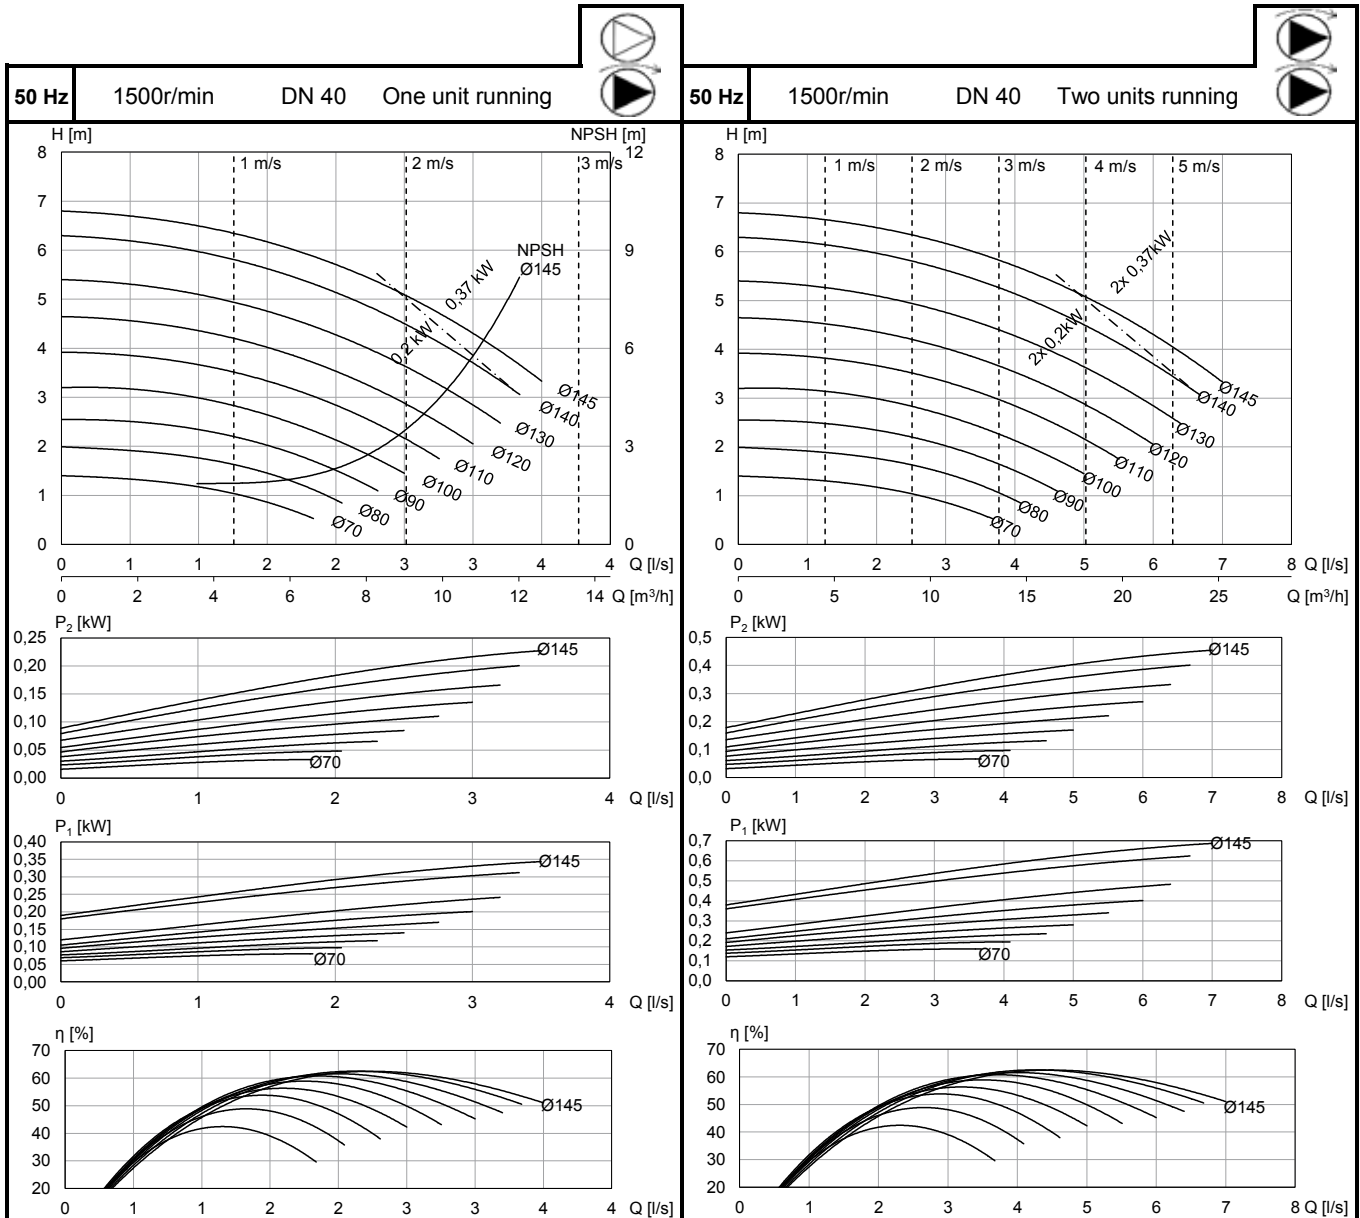 50 Hz 1500r/min DN 40 One unit running
H [m] NPSH [m]
8 12
1 m/s 2 m/s 3 m/s
7
6 9
NPSH
Ø145
5
0,37 kW
0,2 kW
4 6
3 3
2
1
0 0
Ø145
Ø140
Ø130
Ø120
Ø110
Ø100
Ø90
Ø80
Ø70
0 1 1 2 2 3 3 4 4 Q [l/s]
0 2 4 6 8 10 12 14 Q [m³/h]
P₂ [kW]
0,25
0,20
0,15
0,10
0,05
0,00
Ø145
Ø70
0 1 2 3 4 Q [l/s]
P₁ [kW]
0,40
0,35
0,30
0,25
0,20
0,15
0,10
0,05
0,00
Ø145
Ø70
0 1 2 3 4 Q [l/s]
η [%]
70
60
50
40
30
20
Ø145
0 1 1 2 2 3 3 4 4 Q [l/s]
50 Hz 1500r/min DN 40 Two units running
H [m]
8
1 m/s 2 m/s 3 m/s 4 m/s 5 m/s
7
6
5
2x 0,37kW
2x 0,2kW
4
3
2
1
0
Ø145
Ø140
Ø130
Ø120
Ø110
Ø100
Ø90
Ø80
Ø70
0 1 2 3 4 5 6 7 8 Q [l/s]
0 5 10 15 20 25 Q [m³/h]
P₂ [kW]
0,5
0,4
0,3
0,2
0,1
0,0
Ø145
Ø70
0 1 2 3 4 5 6 7 8 Q [l/s]
P₁ [kW]
0,7
0,6
0,5
0,4
0,3
0,2
0,1
0,0
Ø145
Ø70
0 1 2 3 4 5 6 7 8 Q [l/s]
η [%]
70
60
50
40
30
20
Ø145
0 1 2 3 4 5 6 7 8 Q [l/s]